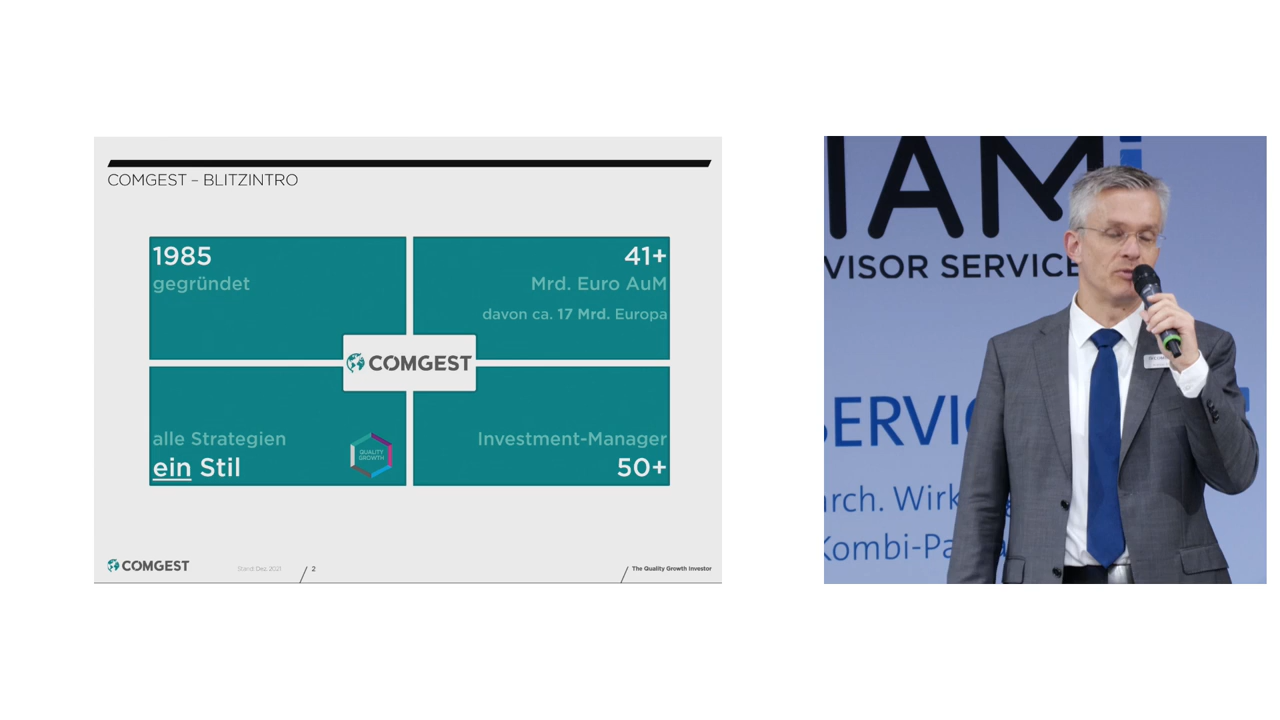 COMGEST – BLITZINTRO
1985
gegründet
41+
Mrd. Euro AuM
davon ca. 17 Mrd. Europa
COMGEST
alle Strategien
ein Stil
QUALITY
GROWTH
Investment-Manager
50+
COMGEST
Stand Dez 2021
2
The Quality Growth Investor
IAMi
VISOR SERVICE
SERVIC
arch. Wirk
Kombi-Pa